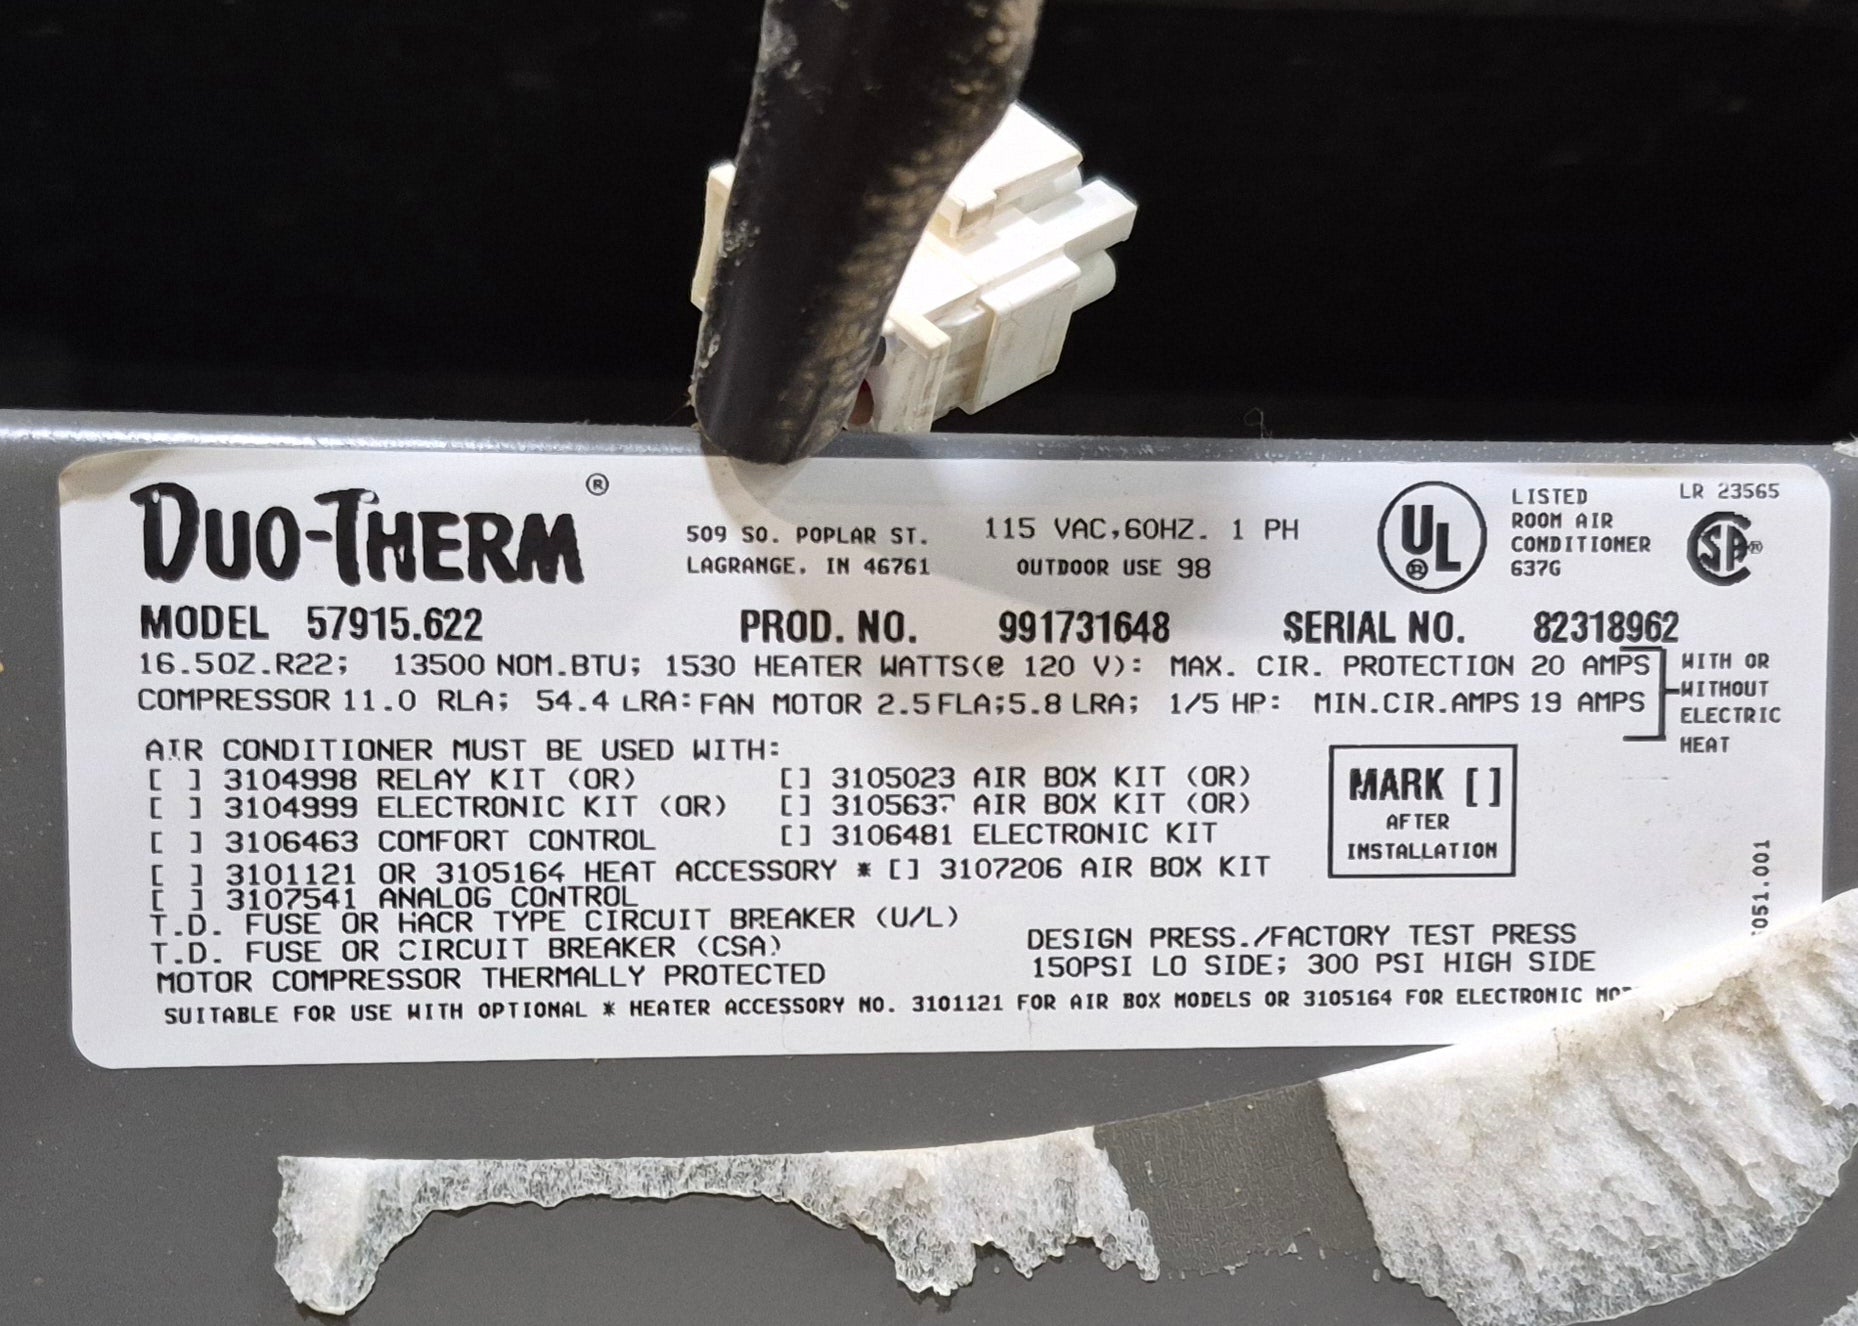 DUO-THERM ®
509 SO. POPLAR ST.
LAGRANGE, IN 46761
115 VAC,60HZ. 1 PH
OUTDOOR USE 98
UL ®
LISTED
ROOM AIR
CONDITIONER
637G
LR 23565
SA ®
MODEL 57915.622 PROD. NO. 991731648 SERIAL NO. 82318962
16.5OZ.R22; 13500 NOM.BTU; 1530 HEATER WATTS(@ 120 V): MAX. CIR. PROTECTION 20 AMPS
COMPRESSOR 11.0 RLA; 54.4 LRA: FAN MOTOR 2.5 FLA;5.8 LRA; 1/5 HP: MIN.CIR.AMPS 19 AMPS
WITH OR
WITHOUT
ELECTRIC
HEAT
AIR CONDITIONER MUST BE USED WITH:
[ ] 3104998 RELAY KIT (OR) [] 3105023 AIR BOX KIT (OR)
[ ] 3104999 ELECTRONIC KIT (OR) [] 3105637 AIR BOX KIT (OR)
[ ] 3106463 COMFORT CONTROL [] 3106481 ELECTRONIC KIT
[ ] 3101121 OR 3105164 HEAT ACCESSORY * [] 3107206 AIR BOX KIT
[ ] 3107541 ANALOG CONTROL
MARK []
AFTER
INSTALLATION
T.D. FUSE OR HACR TYPE CIRCUIT BREAKER (U/L)
T.D. FUSE OR CIRCUIT BREAKER (CSA)
MOTOR COMPRESSOR THERMALLY PROTECTED
DESIGN PRESS./FACTORY TEST PRESS
150PSI LO SIDE; 300 PSI HIGH SIDE
SUITABLE FOR USE WITH OPTIONAL * HEATER ACCESSORY NO. 3101121 FOR AIR BOX MODELS OR 3105164 FOR ELECTRONIC
051.001